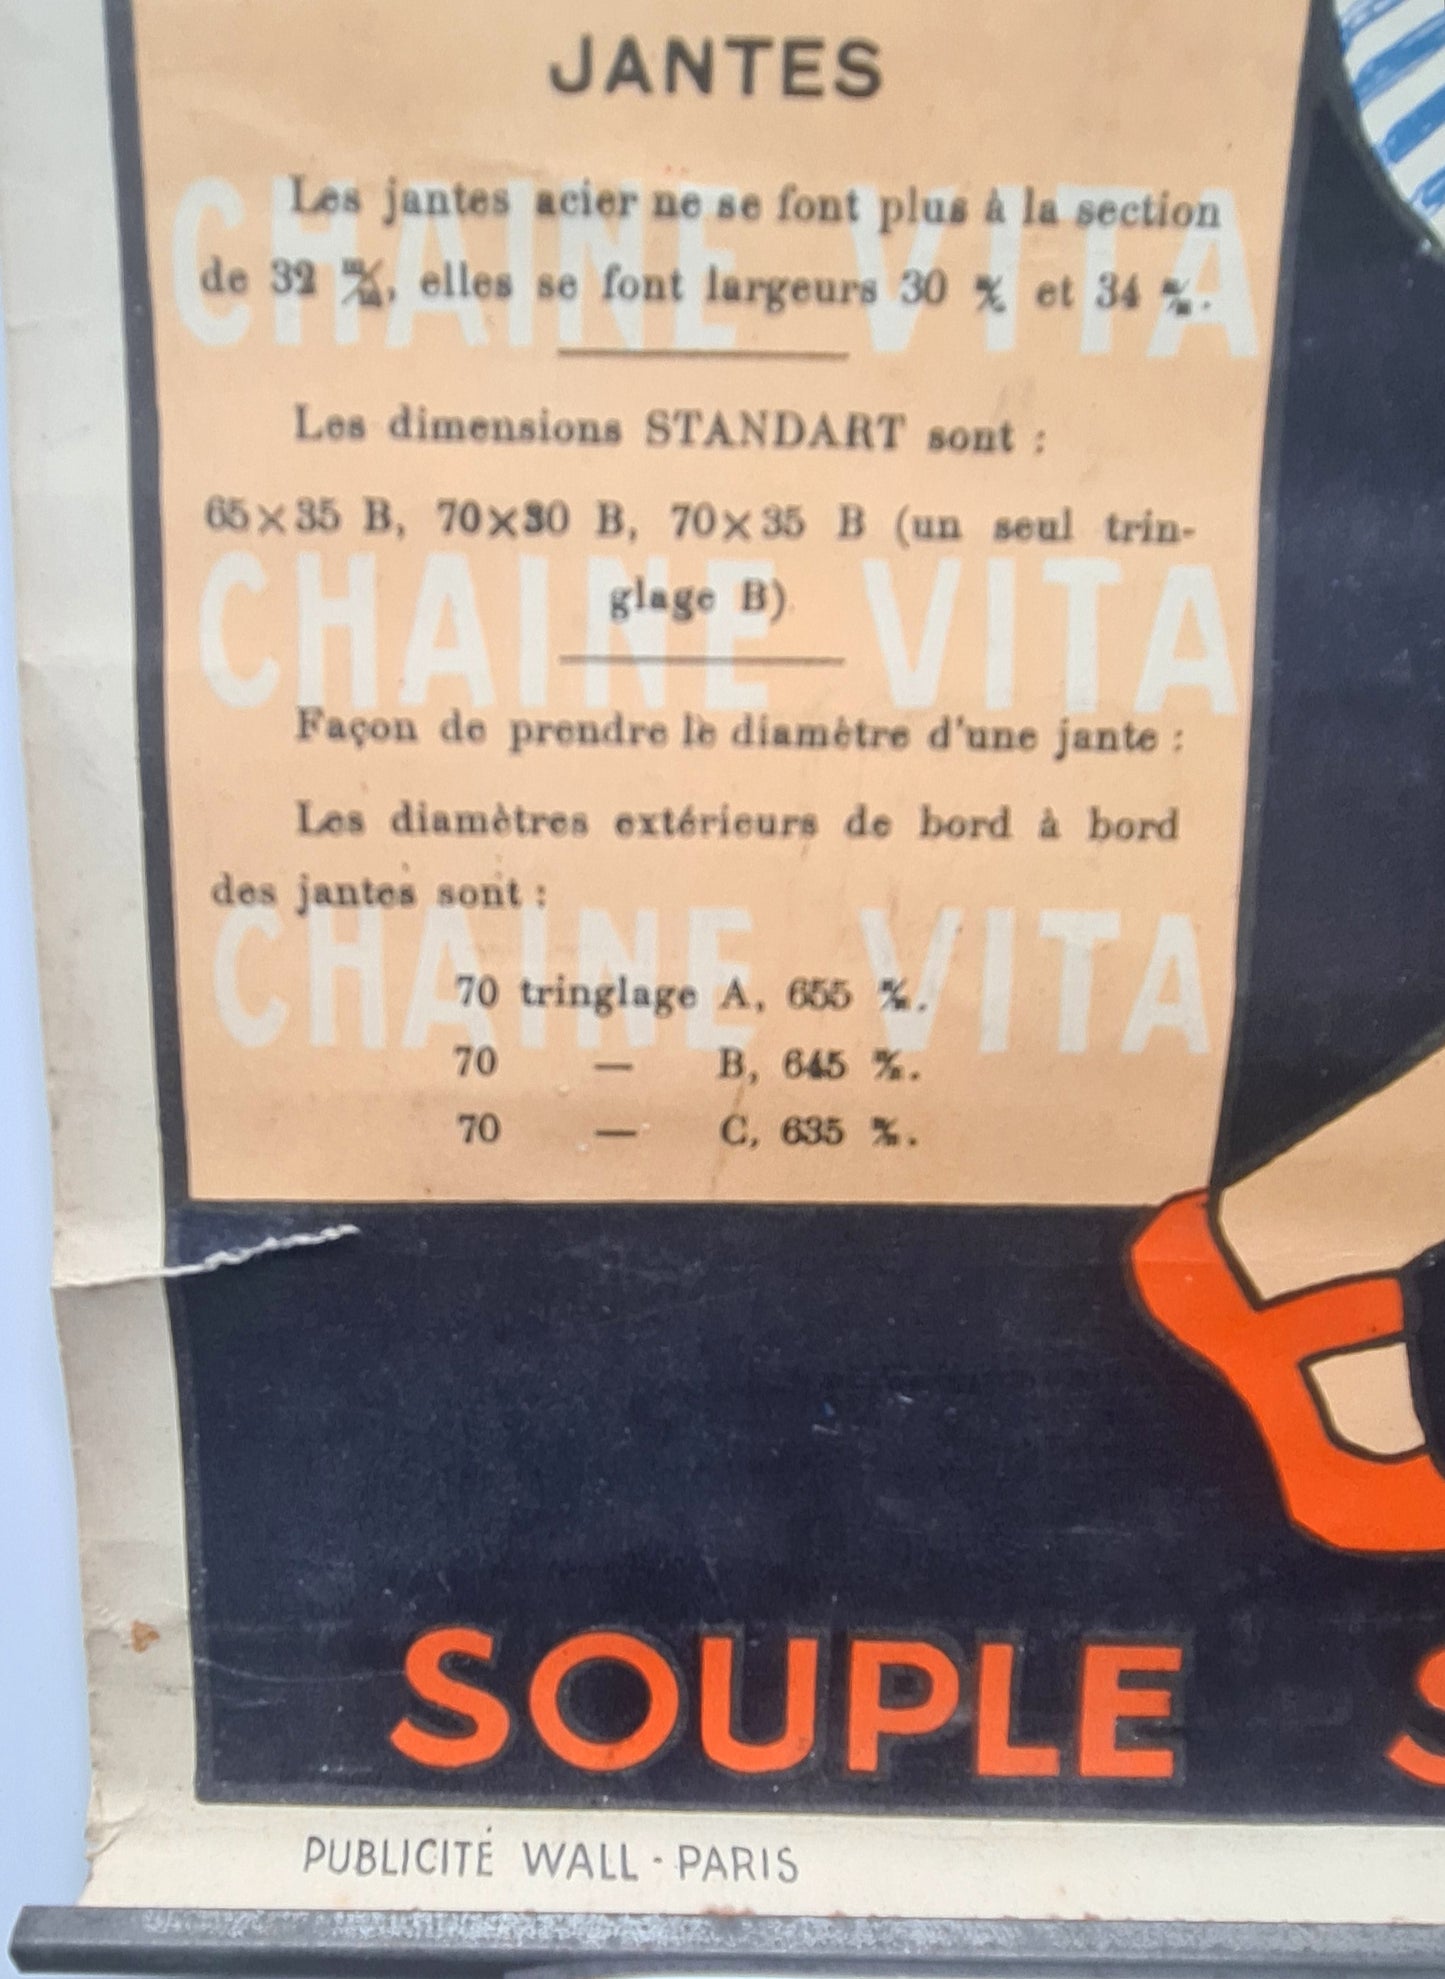 JANTES
CHAINE VITA
Les jantes acier ne se font plus à la section
de 32 m/m, elles se font largeurs 30 m/m et 34 m/m.
Les dimensions STANDART sont :
65×35 B, 70×30 B, 70×35 B (un seul trin-
glage B)
CHAINE VITA
Façon de prendre le diamètre d'une jante :
Les diamètres extérieurs de bord à bord
des jantes sont :
CHAINE VITA
70 tringlage A, 655 m/m.
70 — B, 645 m/m.
70 — C, 635 m/m.
SOUPLE S
PUBLICITÉ WALL - PARIS